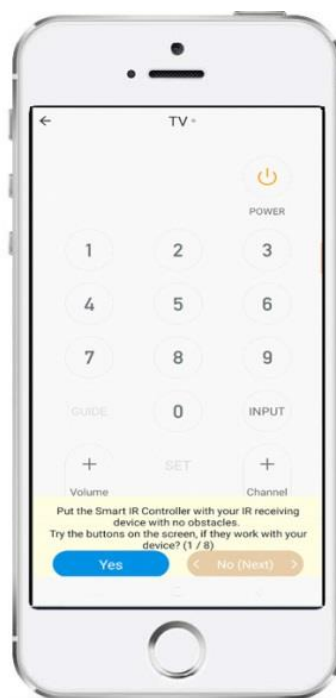 ← TV
POWER
1 2 3
4 5 6
7 8 9
GUIDE 0 INPUT
+ SET +
Volume Channel
Put the Smart IR Controller with your IR receiving
device with no obstacles.
Try the buttons on the screen, if they work with your
device? (1 / 8)
Yes < No (Next) >